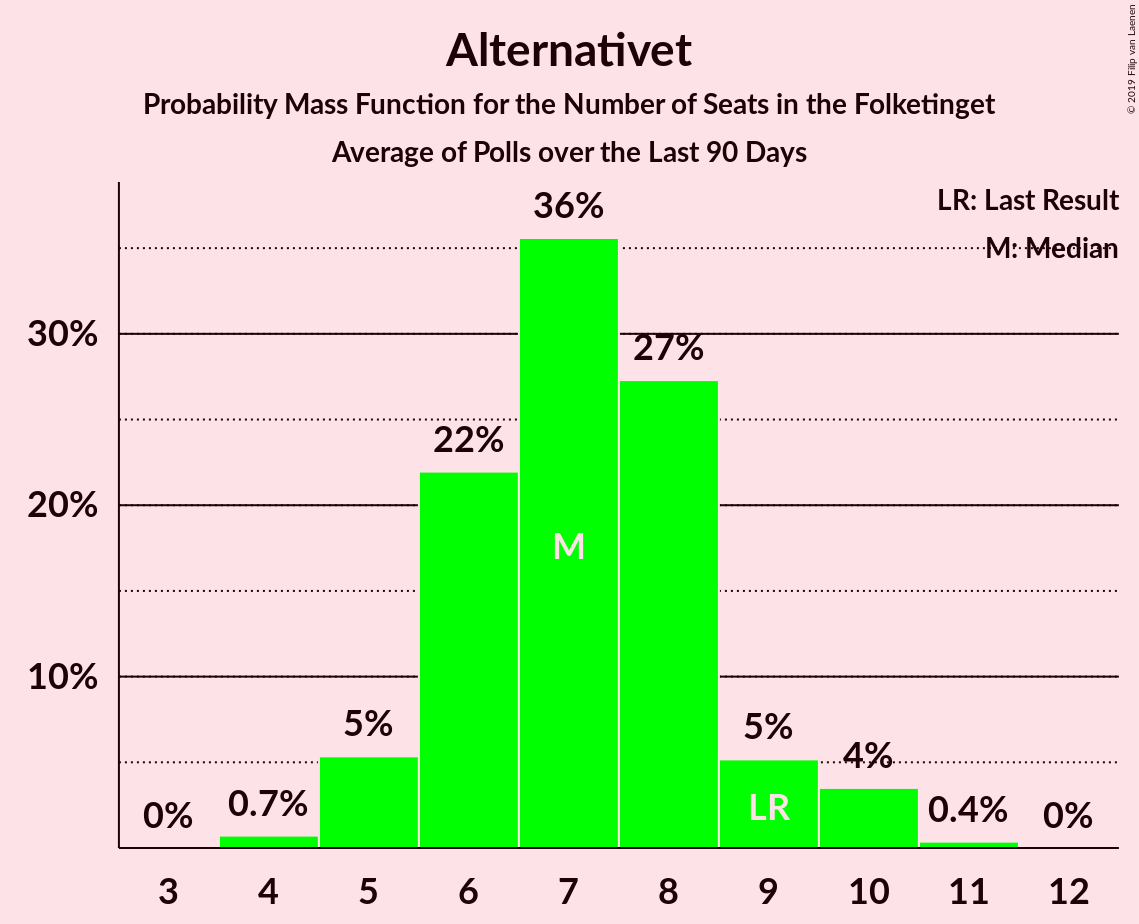 Alternativet
Probability Mass Function for the Number of Seats in the Folketinget
Average of Polls over the Last 90 Days
© 2019 Filip van Laenen
LR: Last Result
M: Median
36%
30%
27%
22%
20%
M
10%
5%
5%
4%
0%
0.7%
LR
0.4%
0%
3 4 5 6 7 8 9 10 11 12